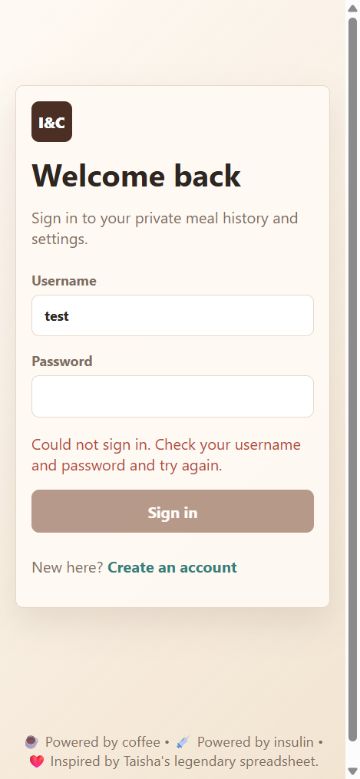 I&C
Welcome back
Sign in to your private meal history and
settings.
Username
test
Password
Could not sign in. Check your username
and password and try again.
Sign in
New here? Create an account
☕ Powered by coffee • 💉 Powered by insulin •
💖 Inspired by Taisha's legendary spreadsheet.